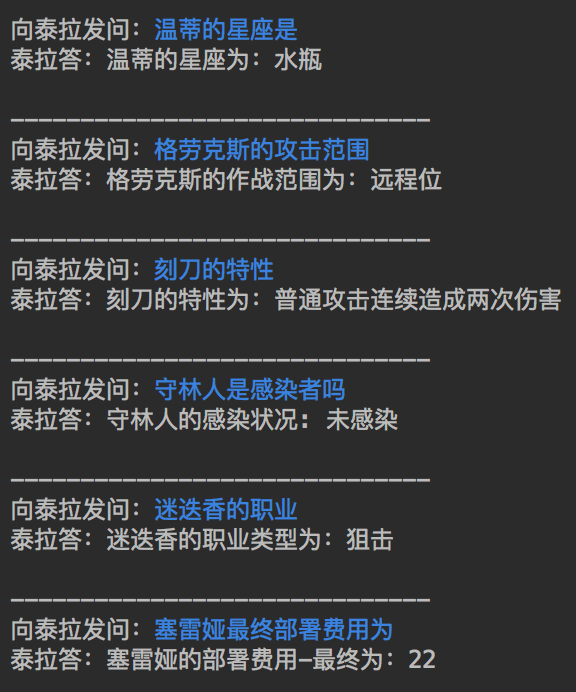 向泰拉发问：温蒂的星座是
泰拉答：温蒂的星座为：水瓶
______________________________
向泰拉发问：格劳克斯的攻击范围
泰拉答：格劳克斯的作战范围为：远程位
______________________________
向泰拉发问：刻刀的特性
泰拉答：刻刀的特性为：普通攻击连续造成两次伤害
______________________________
向泰拉发问：守林人是感染者吗
泰拉答：守林人的感染状况: 未感染
______________________________
向泰拉发问：迷迭香的职业
泰拉答：迷迭香的职业类型为：狙击
______________________________
向泰拉发问：塞雷娅最终部署费用为
泰拉答：塞雷娅的部署费用-最终为：22